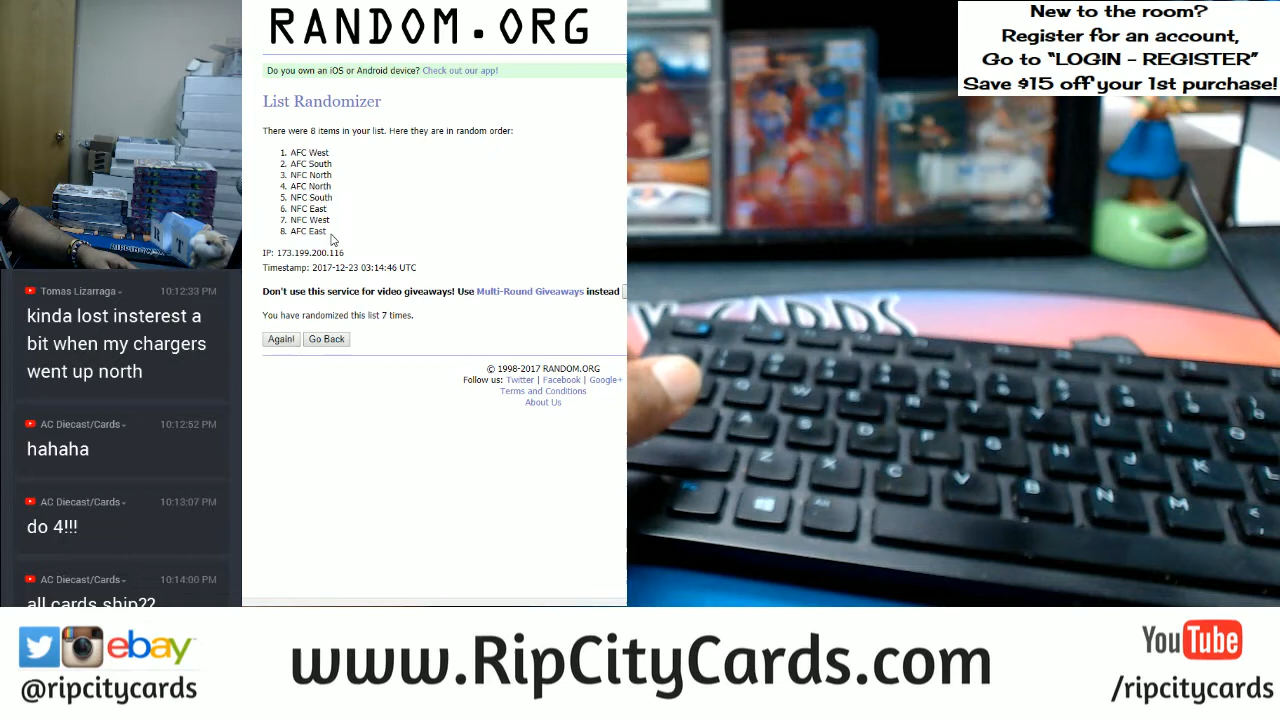 New to the room?
Register for an account,
Go to "LOGIN - REGISTER"
Save $15 off your 1st purchase!
RANDOM.ORG
Do you own an iOS or Android device? Check out our app!
List Randomizer
There were 8 items in your list. Here they are in random order:
1. AFC West
2. AFC South
3. NFC North
4. AFC North
5. NFC South
6. NFC East
7. NFC West
8. AFC East
IP: 173.199.200.116
Timestamp: 2017-12-23 03:14:46 UTC
Don't use this service for video giveaways! Use Multi-Round Giveaways instead
You have randomized this list 7 times.
Again! Go Back
© 1998-2017 RANDOM.ORG
Follow us: Twitter | Facebook | Google+
Terms and Conditions
About Us
Tomas Lizarraga 10:12:33 PM
kinda lost insterest a
bit when my chargers
went up north
AC Diecast/Cards 10:12:52 PM
hahaha
AC Diecast/Cards 10:13:07 PM
do 4!!!
AC Diecast/Cards 10:14:00 PM
all cards ship??
CARDS
Q W E R T Y U
A S D F G H J K L
Z X C V B N M
ebay
@ripcitycards
www.RipCityCards.com
YouTube
/ripcitycards